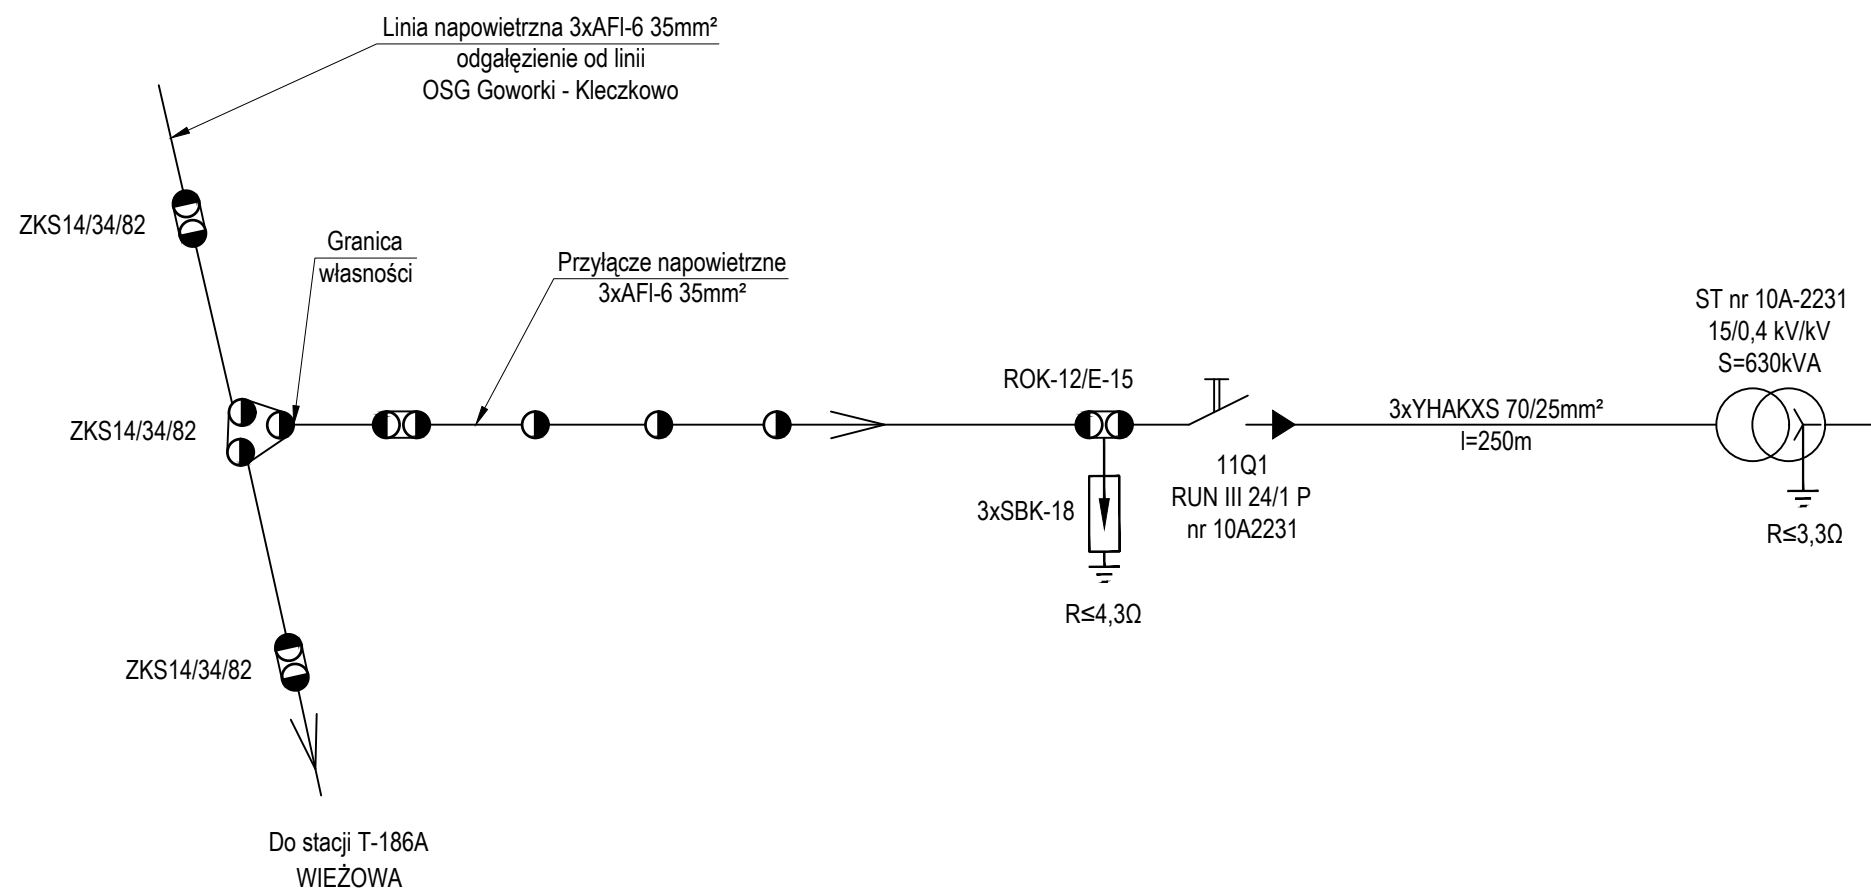 Linia napowietrzna 3xAFl-6 35mm²
odgałęzienie od linii
OSG Goworki - Kleczkowo
ZKS14/34/82
Granica
własności
Przyłącze napowietrzne
3xAFl-6 35mm²
ZKS14/34/82
ROK-12/E-15
3xSBK-18
R≤4,3Ω
11Q1
RUN III 24/1 P
nr 10A2231
3xYHAKXS 70/25mm²
l=250m
ST nr 10A-2231
15/0,4 kV/kV
S=630kVA
R≤3,3Ω
ZKS14/34/82
Do stacji T-186A
WIEŻOWA